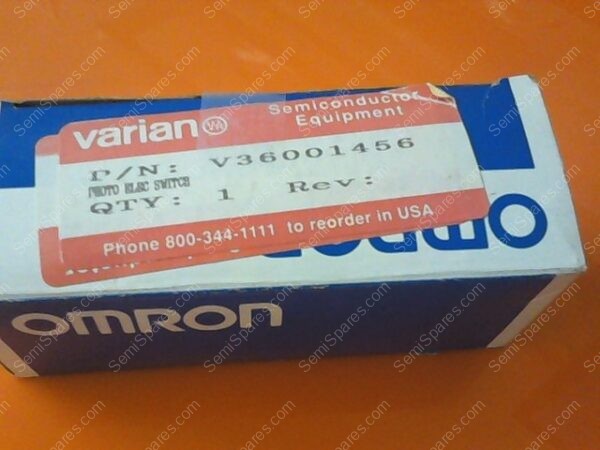 varian
Semiconductor
Equipment
P/N: V36001456
PHOTO ELEC SWITCH
QTY: 1 Rev:
Phone 800-344-1111 to reorder in USA
OMRON
OMRON
SemiSpares.com